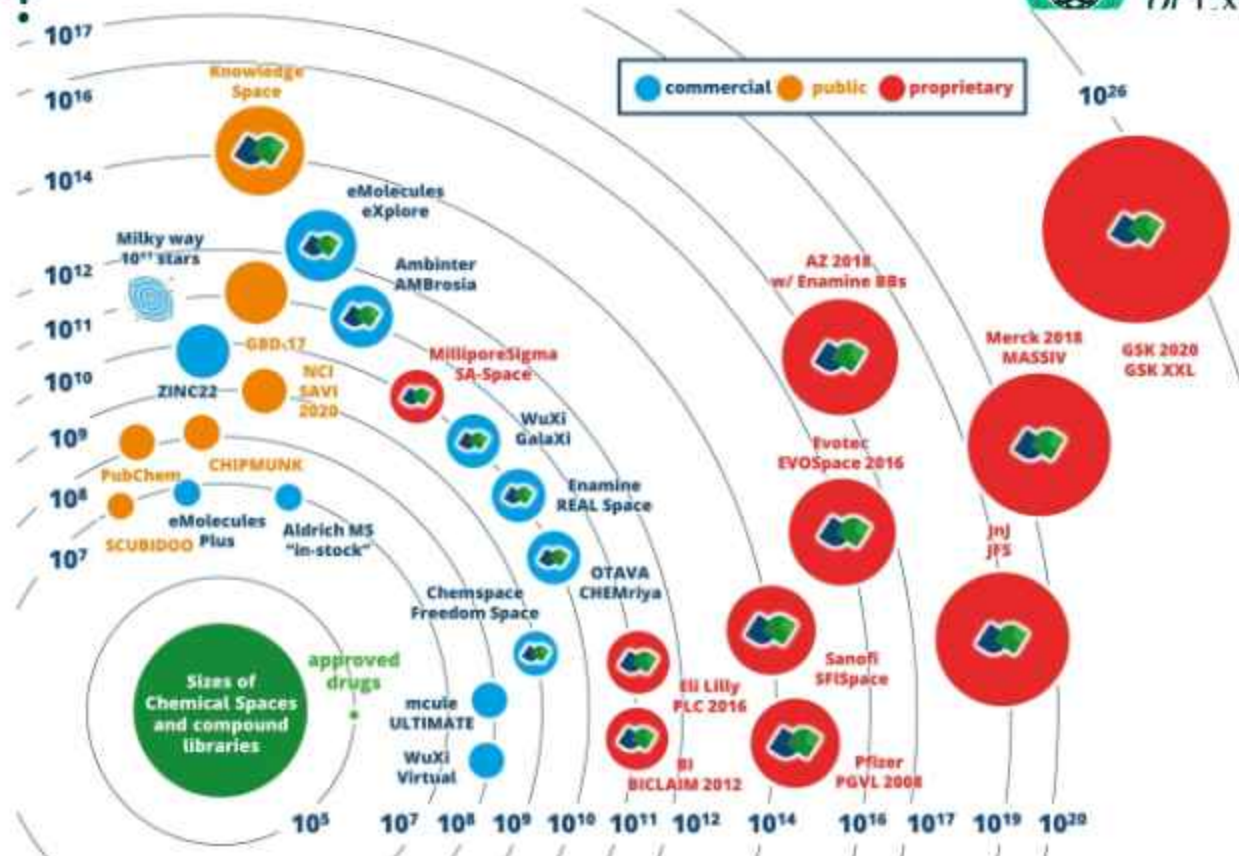 10¹⁷
10¹⁶
10¹⁴
10¹²
10¹¹
10¹⁰
10⁹
10⁸
10⁷
commercial
public
proprietary
10²⁶
Knowledge
Space
eMolecules
eXplore
Milky way
10¹¹ stars
Ambinter
AMBrosia
GBD-17
ZINC22
NCI
SAVI
2020
MilliporeSigma
SA-Space
WuXi
GalaXi
PubChem
CHIPMUNK
eMolecules
Plus
Aldrich MS
"in-stock"
SCUBIDOO
Enamine
REAL Space
OTAVA
CHEMriya
Chemspace
Freedom Space
AZ 2018
w/ Enamine BBs
Merck 2018
MASSIV
GSK 2020
GSK XXL
Evotec
EVOSpace 2016
JnJ
JFS
Sizes of
Chemical Spaces
and compound
libraries
approved
drugs
mcule
ULTIMATE
WuXi
Virtual
Eli Lilly
PLC 2016
BI
BICLAIM 2012
Sanofi
SFISpace
Pfizer
PGVL 2008
10⁵
10⁷
10⁸
10⁹
10¹⁰
10¹¹
10¹²
10¹⁴
10¹⁶
10¹⁷
10¹⁹
10²⁰